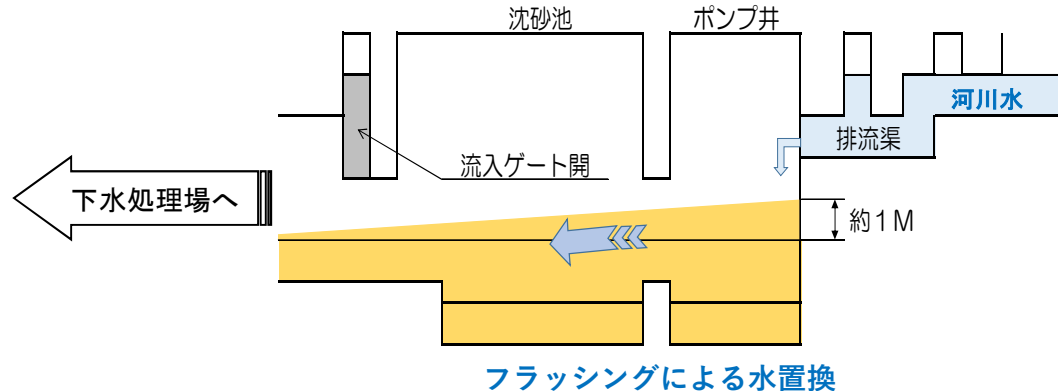 沈砂池
ポンプ井
河川水
排流渠
流入ゲート開
下水処理場へ
約1M
フラッシングによる水置換